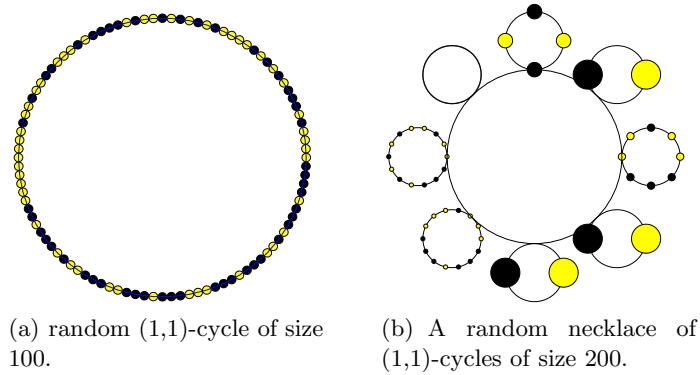 (a) random (1,1)-cycle of size
100.
(b) A random necklace of
(1,1)-cycles of size 200.